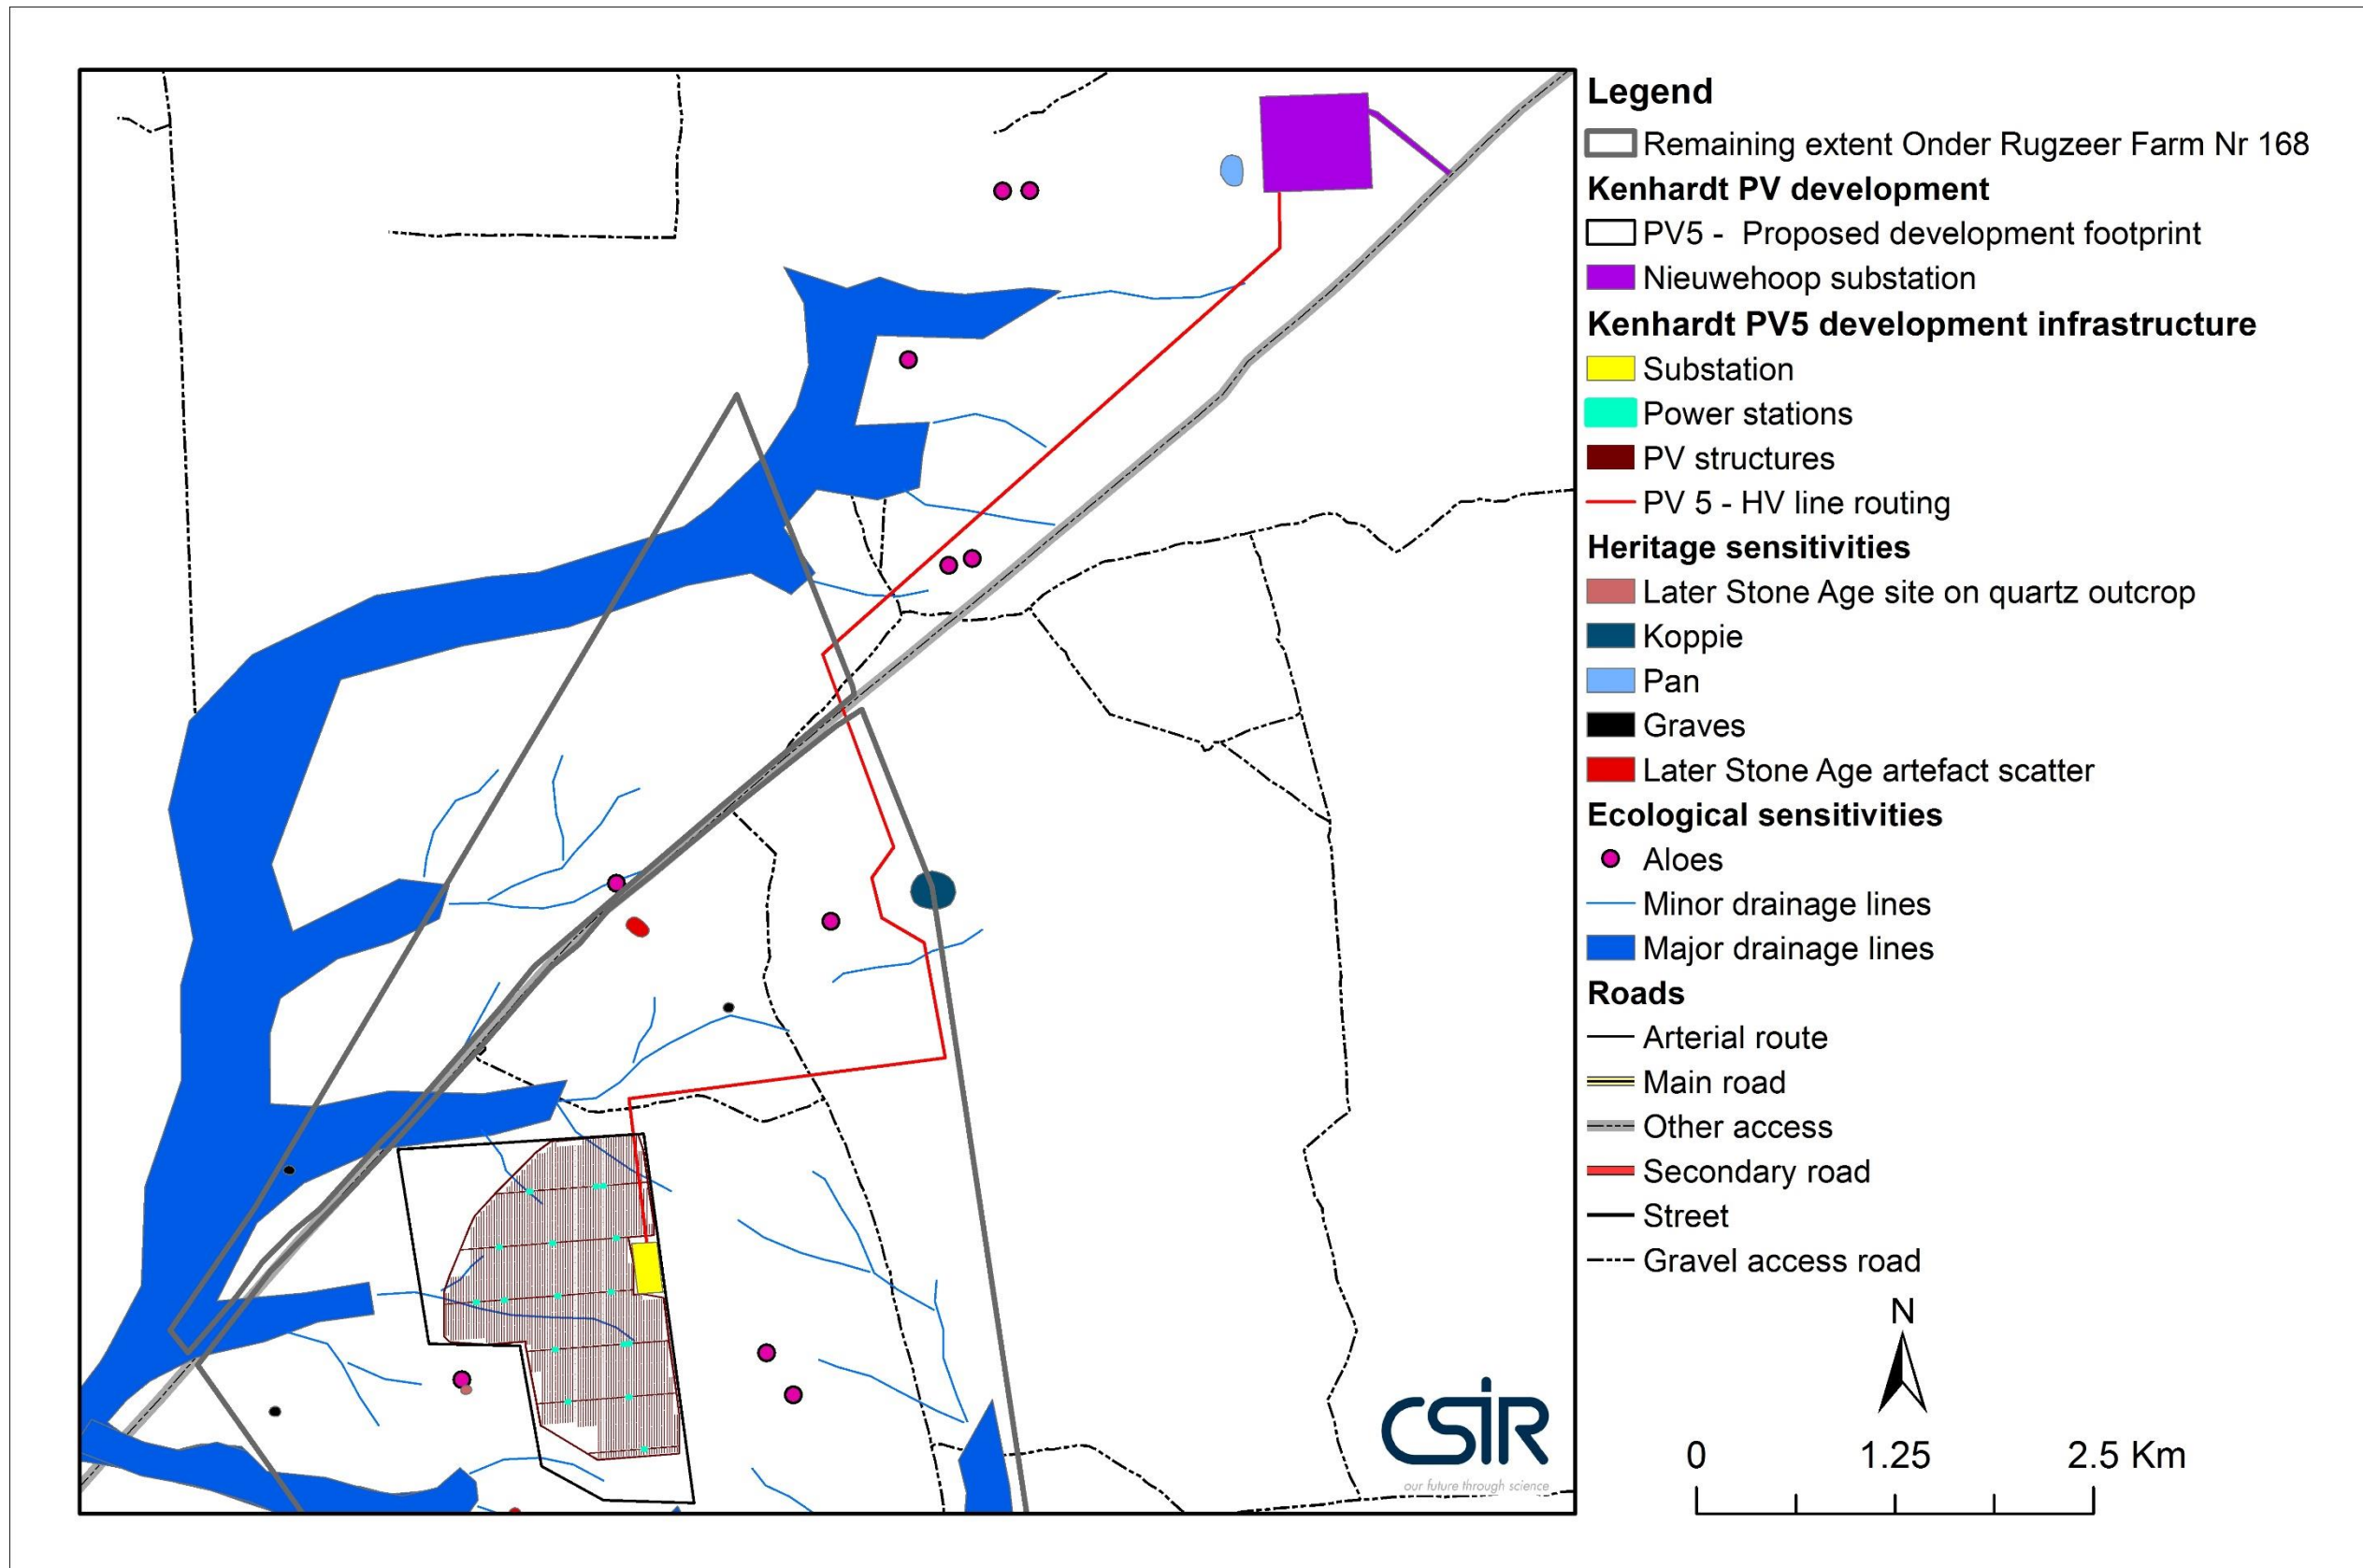 Legend
Remaining extent Onder Rugzeer Farm Nr 168
Kenhardt PV development
PV5 - Proposed development footprint
Nieuwehoop substation
Kenhardt PV5 development infrastructure
Substation
Power stations
PV structures
PV 5 - HV line routing
Heritage sensitivities
Later Stone Age site on quartz outcrop
Koppie
Pan
Graves
Later Stone Age artefact scatter
Ecological sensitivities
Aloes
Minor drainage lines
Major drainage lines
Roads
Arterial route
Main road
Other access
Secondary road
Street
Gravel access road
N
0 1.25 2.5 Km
CSIR
our future through science